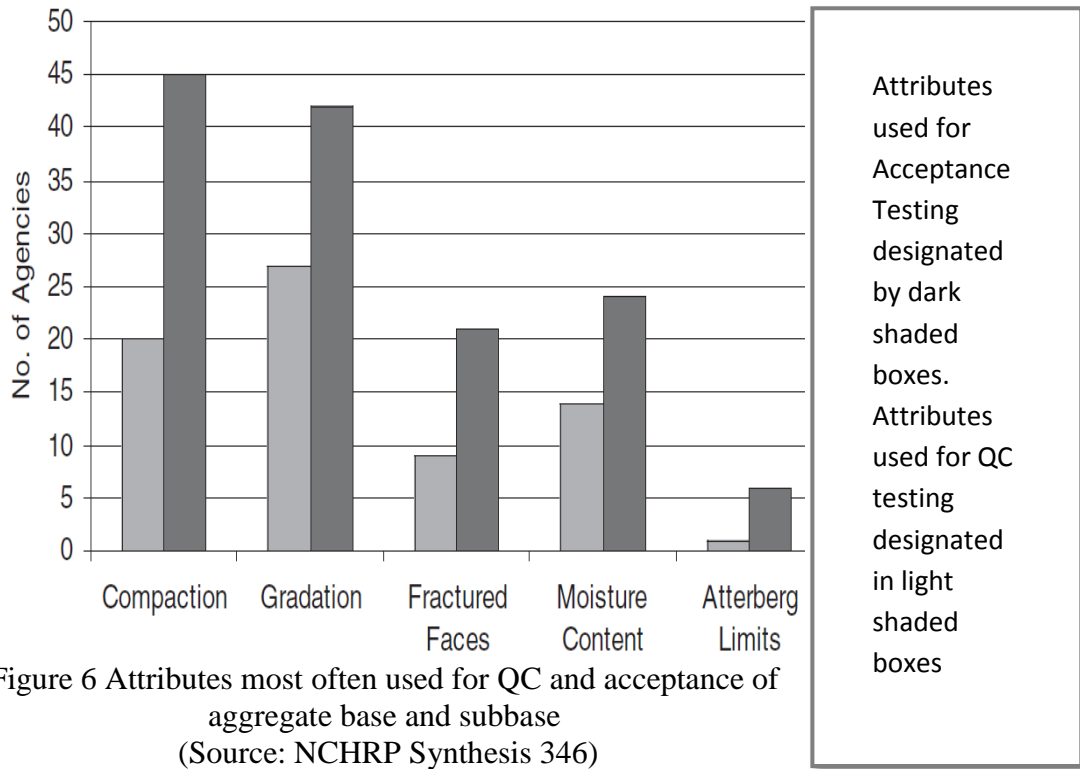 50
45
40
35
30
25
20
15
10
5
0
No. of Agencies
Compaction
Gradation
Fractured
Faces
Moisture
Content
Atterberg
Limits
Figure 6 Attributes most often used for QC and acceptance of
aggregate base and subbase
(Source: NCHRP Synthesis 346)
Attributes
used for
Acceptance
Testing
designated
by dark
shaded
boxes.
Attributes
used for QC
testing
designated
in light
shaded
boxes